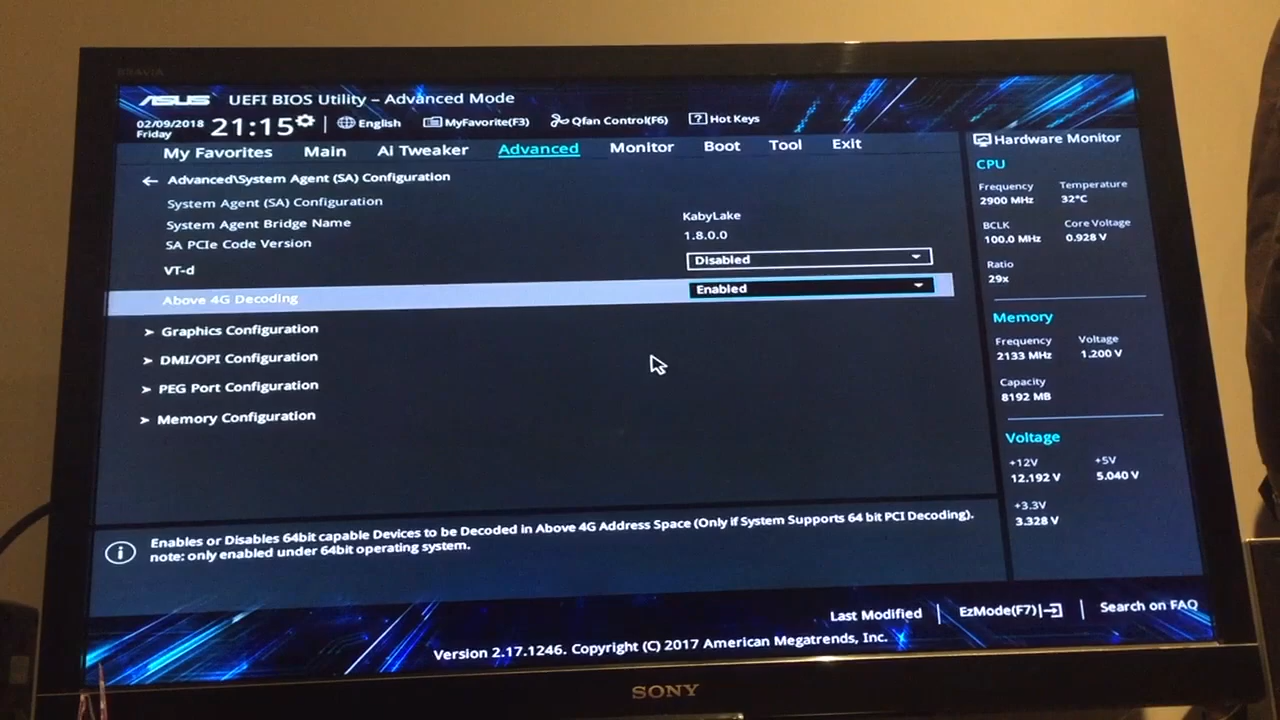 BRAVIA
ASUS UEFI BIOS Utility – Advanced Mode
02/09/2018
Friday
21:15
English
MyFavorite(F3)
Qfan Control(F6)
? Hot Keys
My Favorites
Main
Ai Tweaker
Advanced
Monitor
Boot
Tool
Exit
Advanced\System Agent (SA) Configuration
System Agent (SA) Configuration
System Agent Bridge Name KabyLake
SA PCIe Code Version 1.8.0.0
VT-d Disabled
Above 4G Decoding Enabled
> Graphics Configuration
> DMI/OPI Configuration
> PEG Port Configuration
> Memory Configuration
Hardware Monitor
CPU
Frequency Temperature
2900 MHz 32°C
BCLK Core Voltage
100.0 MHz 0.928 V
Ratio
29x
Memory
Frequency Voltage
2133 MHz 1.200 V
Capacity
8192 MB
Voltage
+12V +5V
12.192 V 5.040 V
+3.3V
3.328 V
Enables or Disables 64bit capable Devices to be Decoded in Above 4G Address Space (Only if System Supports 64 bit PCI Decoding).
note: only enabled under 64bit operating system.
Last Modified
EzMode(F7)
Search on FAQ
Version 2.17.1246. Copyright (C) 2017 American Megatrends, Inc.
SONY